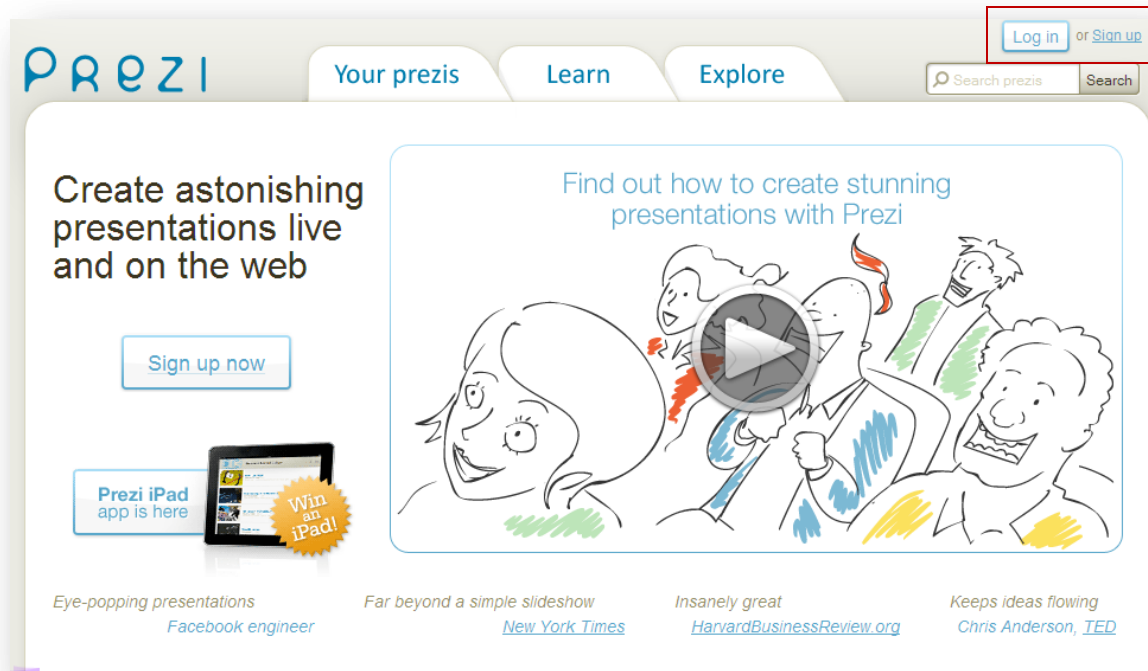 Log in or Sign up
PREZI
Your prezis Learn Explore
Search prezis Search
Create astonishing
presentations live
and on the web
Sign up now
Prezi iPad
app is here
Win
an
iPad!
Find out how to create stunning
presentations with Prezi
Eye-popping presentations
Facebook engineer
Far beyond a simple slideshow
New York Times
Insanely great
HarvardBusinessReview.org
Keeps ideas flowing
Chris Anderson, TED